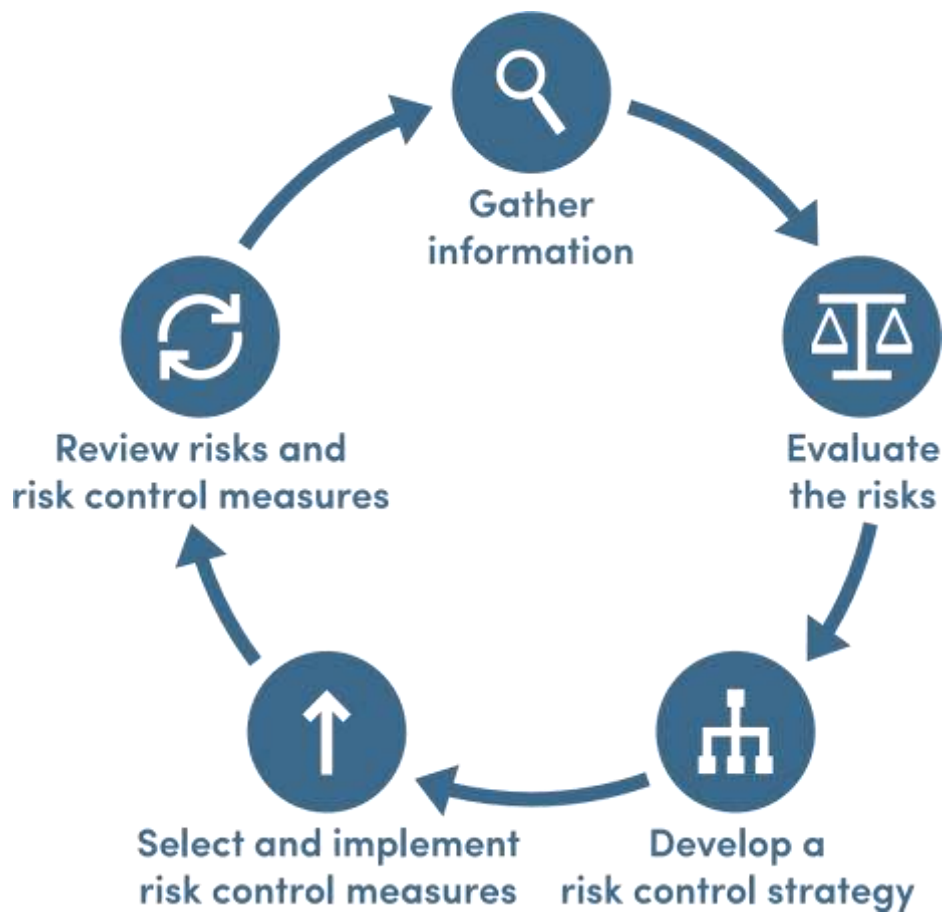 Gather
information
Evaluate
the risks
Develop a
risk control strategy
Select and implement
risk control measures
Review risks and
risk control measures